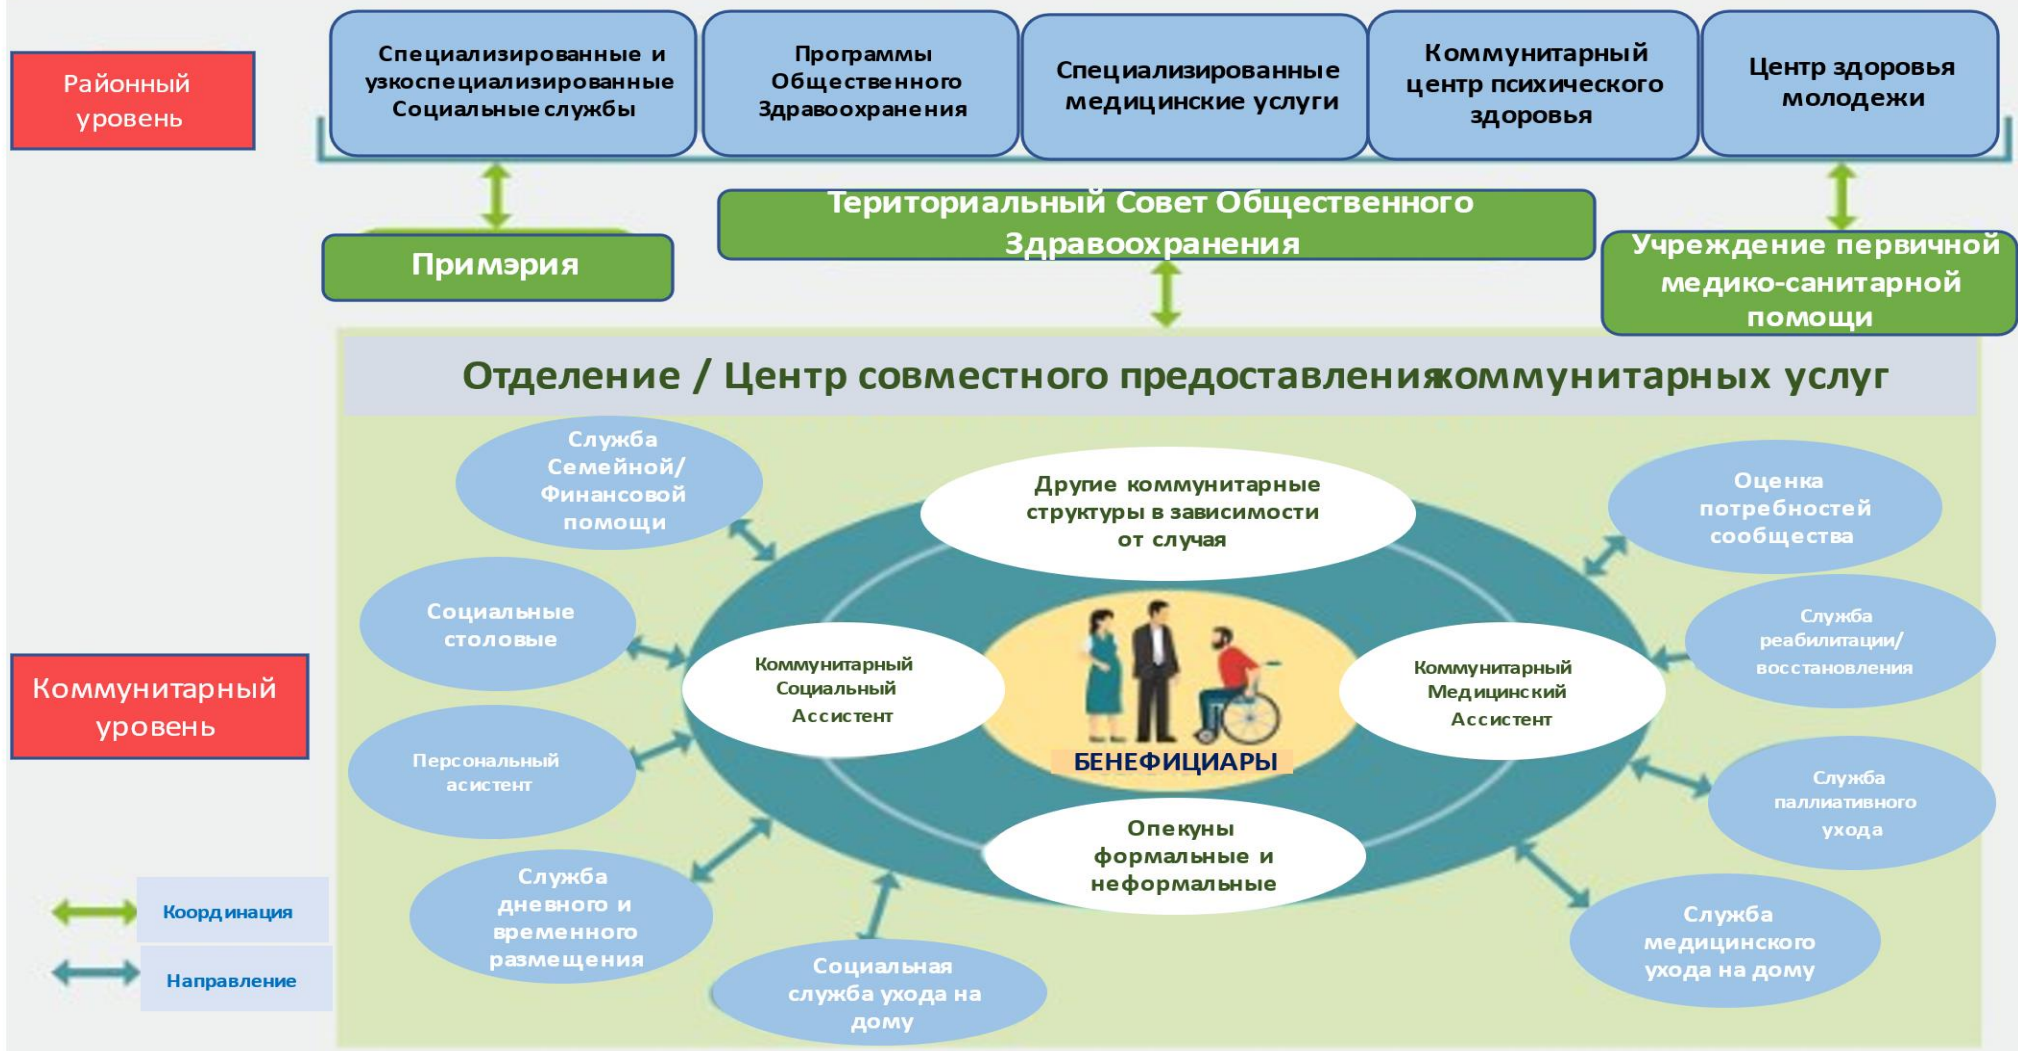 Районный
уровень
Специализированные и
узкоспециализированные
Социальные службы
Программы
Общественного
Здравоохранения
Специализированные
медицинские услуги
Коммунитарный
центр психического
здоровья
Центр здоровья
молодежи
Примэрия
Териториальный Совет Общественного
Здравоохранения
Учреждение первичной
медико-санитарной
помощи
Отделение / Центр совместного предоставления коммунитарных услуг
Служба
Семейной/
Финансовой
помощи
Социальные
столовые
Персональный
асистент
Служба
дневного и
временного
размещения
Социальная
служба ухода на
дому
Другие коммунитарные
структуры в зависимости
от случая
Коммунитарный
Социальный
Ассистент
БЕНЕФИЦИАРЫ
Коммунитарный
Медицинский
Ассистент
Опекуны
формальные и
неформальные
Оценка
потребностей
сообщества
Служба
реабилитации/
восстановления
Служба
паллиативного
ухода
Служба
медицинского
ухода на дому
Коммунитарный
уровень
Координация
Направление